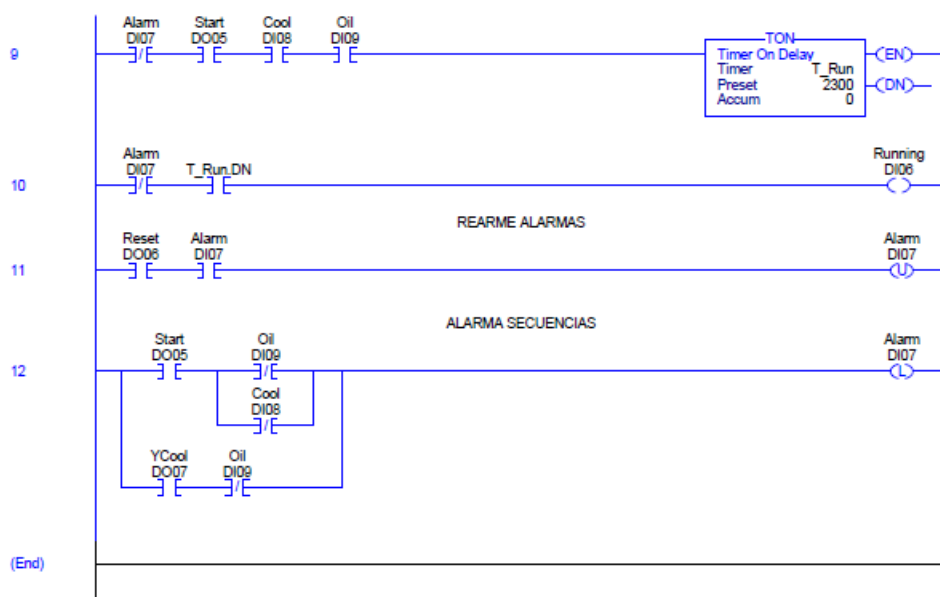 Alarm Start Cool Oil
DI07 DO05 DI08 DI09
9
TON
Timer On Delay
Timer T_Run
Preset 2300
Accum 0
EN
DN
Alarm
DI07 T_Run.DN
10
Running
DI06
REARME ALARMAS
Reset Alarm
DO06 DI07
11
Alarm
DI07
U
ALARMA SECUENCIAS
Start Oil
DO05 DI09
12
Alarm
DI07
L
Cool
DI08
YCool Oil
DO07 DI09
(End)